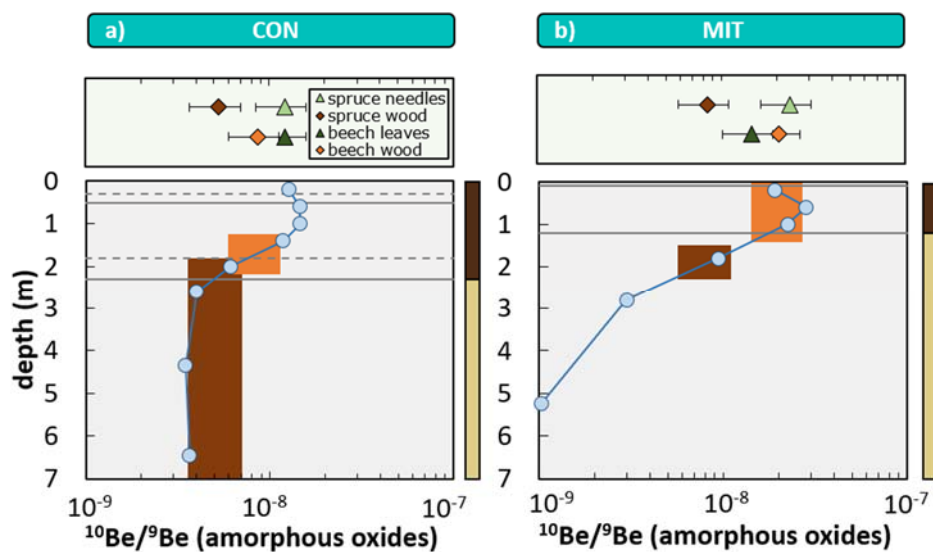 a) CON
b) MIT
spruce needles
spruce wood
beech leaves
beech wood
depth (m)
0
1
2
3
4
5
6
7
0
1
2
3
4
5
6
7
10⁻⁹ 10⁻⁸ 10⁻⁷
10⁻⁹ 10⁻⁸ 10⁻⁷
¹⁰Be/⁹Be (amorphous oxides)
¹⁰Be/⁹Be (amorphous oxides)